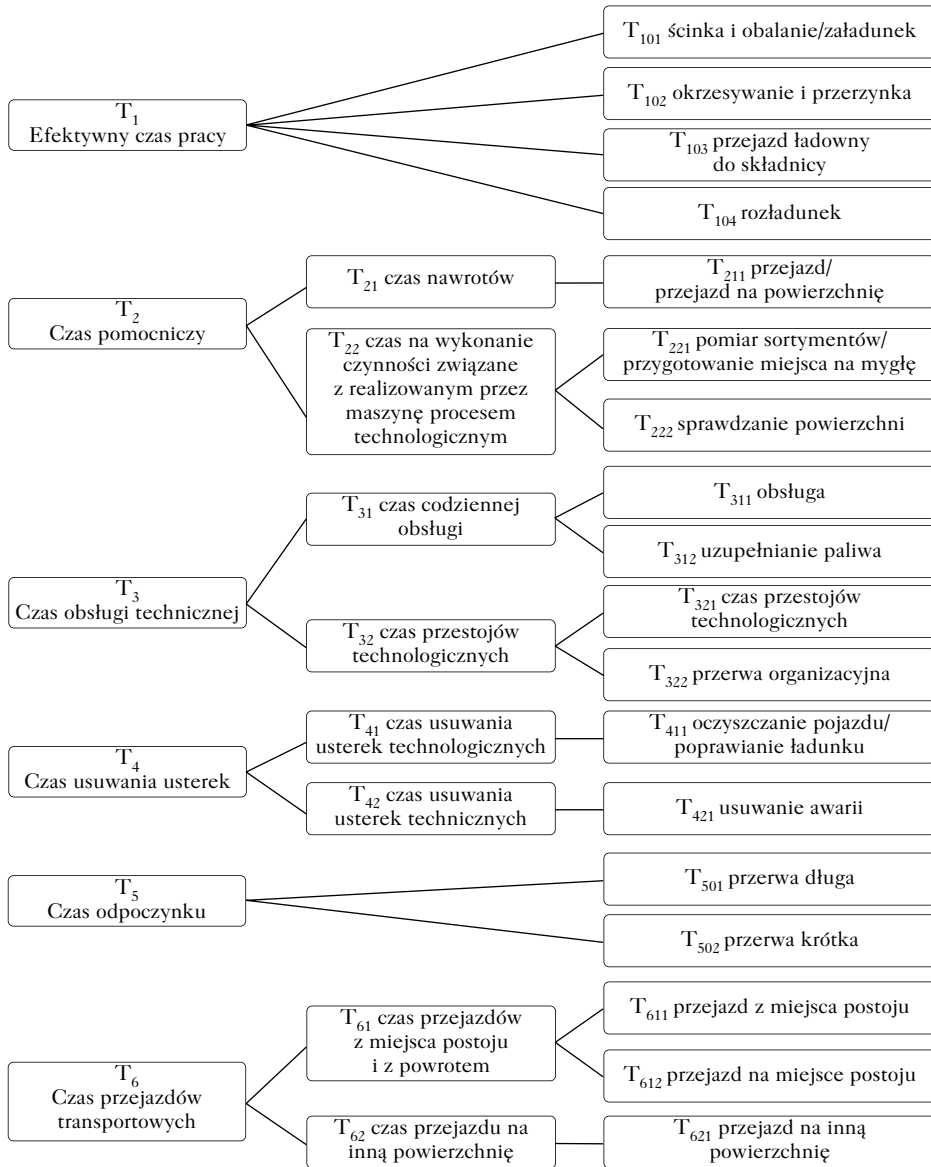 T₁
Efektywny czas pracy
T₁₀₁ ścinka i obalanie/załadunek
T₁₀₂ okrzesywanie i przerzynka
T₁₀₃ przejazd ładowny
do składnicy
T₁₀₄ rozładunek
T₂
Czas pomocniczy
T₂₁ czas nawrotów
T₂₁₁ przejazd/
przejazd na powierzchnię
T₂₂ czas na wykonanie
czynności związane
z realizowanym przez
maszynę procesem
technologicznym
T₂₂₁ pomiar sortymentów/
przygotowanie miejsca na mygłę
T₂₂₂ sprawdzanie powierzchni
T₃
Czas obsługi technicznej
T₃₁ czas codziennej
obsługi
T₃₁₁ obsługa
T₃₁₂ uzupełnianie paliwa
T₃₂ czas przestojów
technologicznych
T₃₂₁ czas przestojów
technologicznych
T₃₂₂ przerwa organizacyjna
T₄
Czas usuwania usterek
T₄₁ czas usuwania
usterek technologicznych
T₄₁₁ oczyszczanie pojazdu/
poprawianie ładunku
T₄₂ czas usuwania
usterek technicznych
T₄₂₁ usuwanie awarii
T₅
Czas odpoczynku
T₅₀₁ przerwa długa
T₅₀₂ przerwa krótka
T₆
Czas przejazdów
transportowych
T₆₁ czas przejazdów
z miejsca postoju
i z powrotem
T₆₁₁ przejazd z miejsca postoju
T₆₁₂ przejazd na miejsce postoju
T₆₂ czas przejazdu na
inną powierzchnię
T₆₂₁ przejazd na inną
powierzchnię